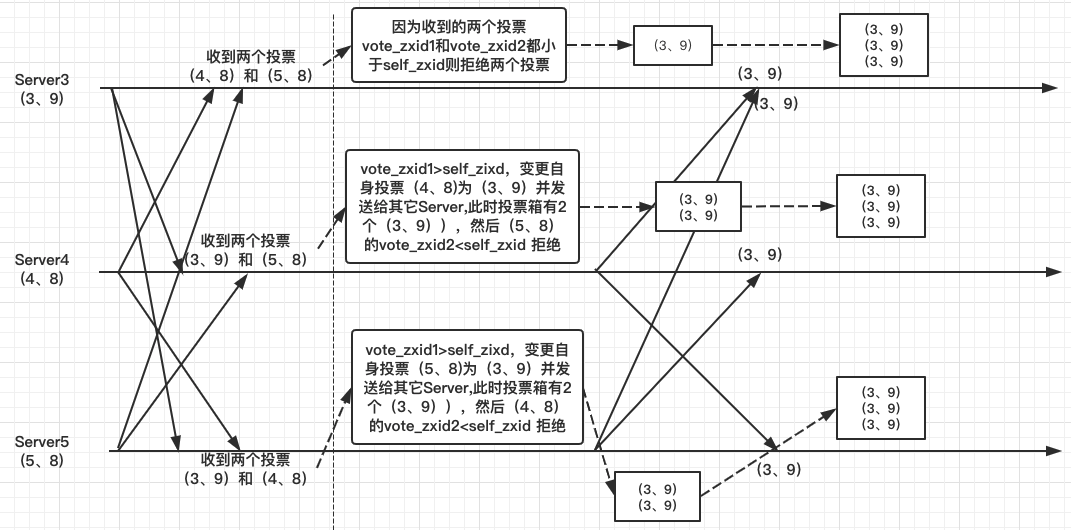 因为收到的两个投票
vote_zxid1和vote_zxid2都小
于self_zxid则拒绝两个投票
(3、9)
(3、9)
(3、9)
(3、9)
收到两个投票
(4、8) 和 (5、8)
Server3
(3、9)
(3、9)
(3、9)
vote_zxid1>self_zixd，变更自
身投票（4、8)为（3、9）并发
送给其它Server,此时投票箱有2
个（3、9）），然后（5、8）
的vote_zxid2<self_zxid 拒绝
(3、9)
(3、9)
(3、9)
(3、9)
(3、9)
收到两个投票
(3、9) 和 (5、8)
Server4
(4、8)
(3、9)
vote_zxid1>self_zixd，变更自
身投票（5、8)为（3、9）并发
送给其它Server,此时投票箱有2
个（3、9）），然后（4、8）
的vote_zxid2<self_zxid 拒绝
(3、9)
(3、9)
(3、9)
Server5
(5、8)
收到两个投票
(3、9) 和 (4、8)
(3、9)
(3、9)
(3、9)